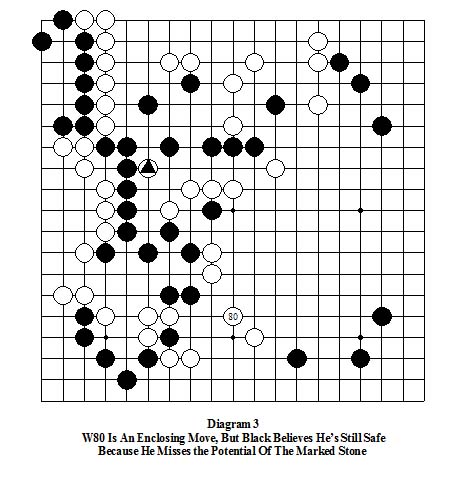 80
Diagram 3
W80 Is An Enclosing Move, But Black Believes He's Still Safe
Because He Misses the Potential Of The Marked Stone